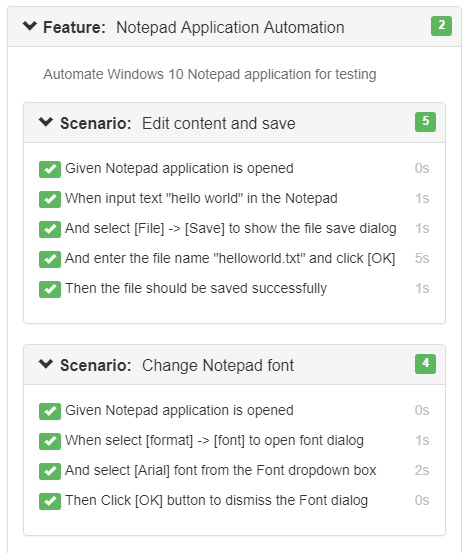 Feature: Notepad Application Automation 2
Automate Windows 10 Notepad application for testing
Scenario: Edit content and save 5
Given Notepad application is opened 0s
When input text "hello world" in the Notepad 1s
And select [File] -> [Save] to show the file save dialog 1s
And enter the file name "helloworld.txt" and click [OK] 5s
Then the file should be saved successfully 1s
Scenario: Change Notepad font 4
Given Notepad application is opened 0s
When select [format] -> [font] to open font dialog 1s
And select [Arial] font from the Font dropdown box 2s
Then Click [OK] button to dismiss the Font dialog 0s